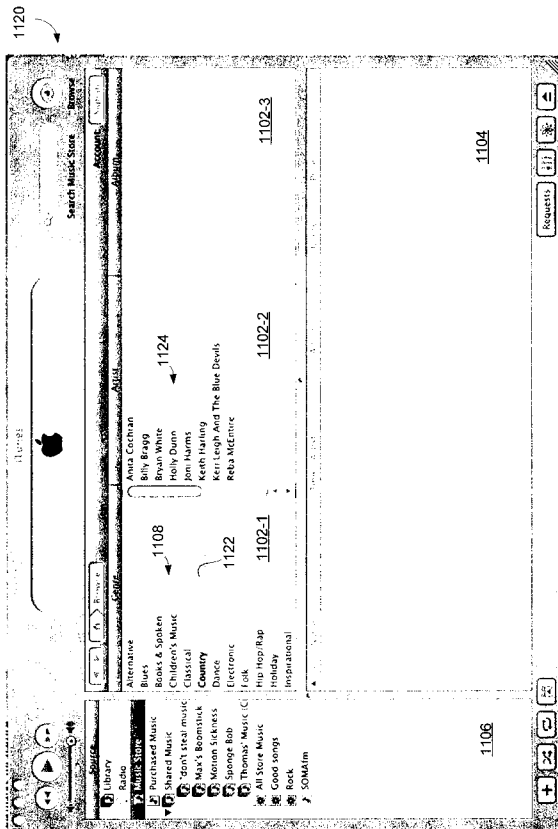 1120
iTunes
Search Music Store
Browse
Browse
Account:
Source
Library
Radio
Music Store
Purchased Music
Shared Music
"don't steal music
Max's Boomstick
Motion Sickness
Sponge Bob
Thomas' Music (C
All Store Music
Good songs
Rock
SOMAfm
1106
Genre
Alternative
Blues
Books & Spoken
Children's Music
Classical
Country
Dance
Electronic
Folk
Hip Hop/Rap
Holiday
Inspirational
1108
1122
1102-1
Artist
Anita Cochran
Billy Bragg
Bryan White
Holly Dunn
Joni Harms
Keith Harling
Keri Leigh And The Blue Devils
Reba McEntire
1124
1102-2
Album
1102-3
1104
Requests